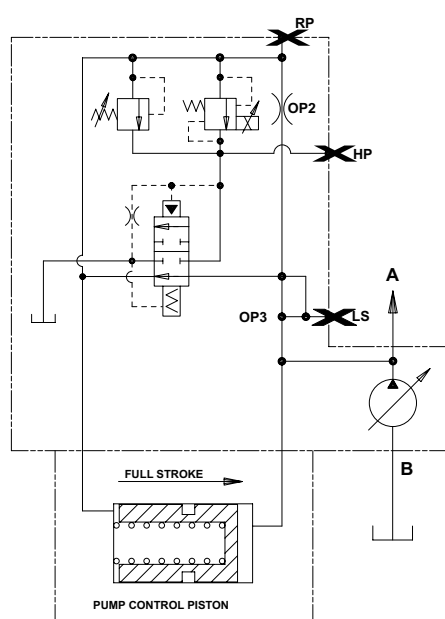 RP
OP2
HP
A
OP3
LS
B
FULL STROKE
PUMP CONTROL PISTON